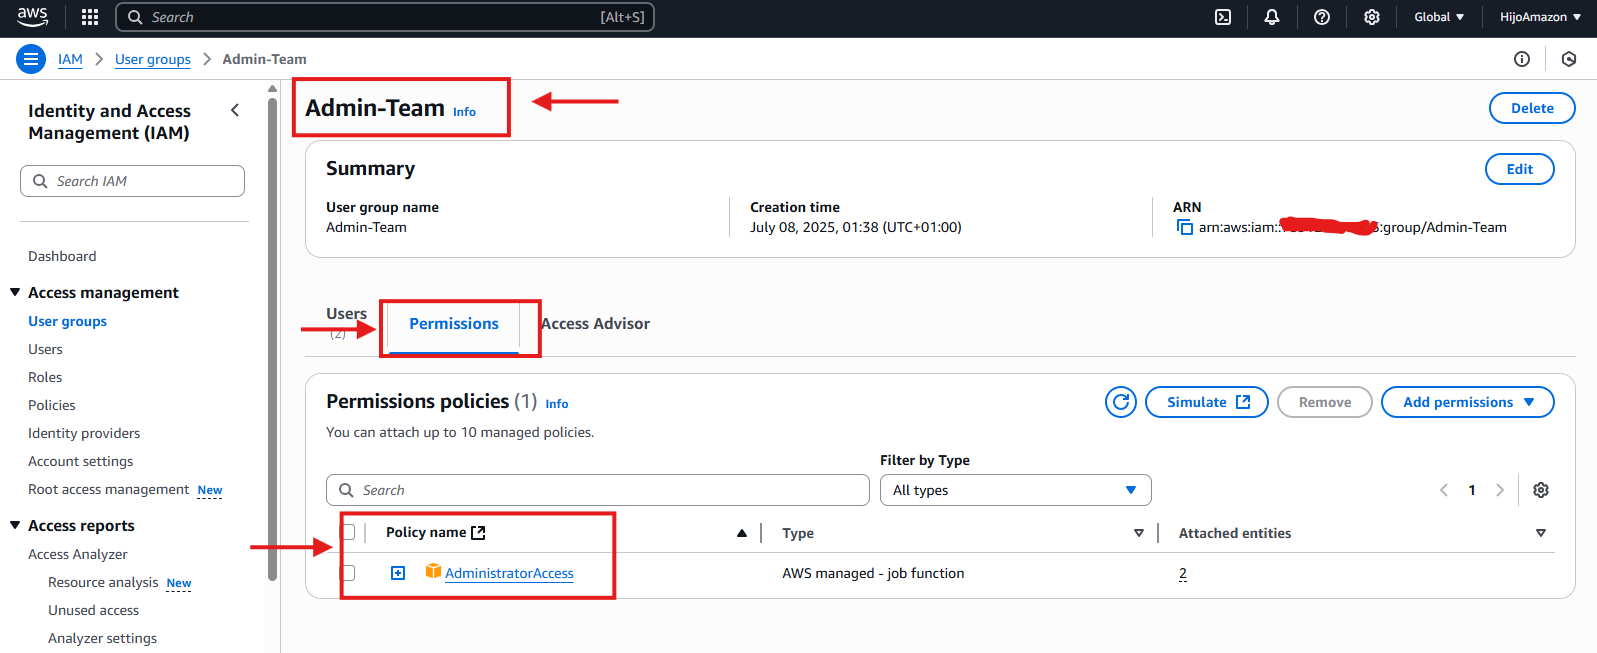 aws
Search
[Alt+S]
Global
HijoAmazon
IAM
User groups
Admin-Team
Identity and Access
Management (IAM)
Search IAM
Dashboard
Access management
User groups
Users
Roles
Policies
Identity providers
Account settings
Root access management New
Access reports
Access Analyzer
Resource analysis New
Unused access
Analyzer settings
Admin-Team Info
Delete
Summary
Edit
User group name
Admin-Team
Creation time
July 08, 2025, 01:38 (UTC+01:00)
ARN
arn:aws:iam:: :group/Admin-Team
Users
(2)
Permissions
Access Advisor
Permissions policies (1) Info
You can attach up to 10 managed policies.
Simulate
Remove
Add permissions
Filter by Type
Search
All types
1
Policy name
Type
Attached entities
AdministratorAccess
AWS managed - job function
2